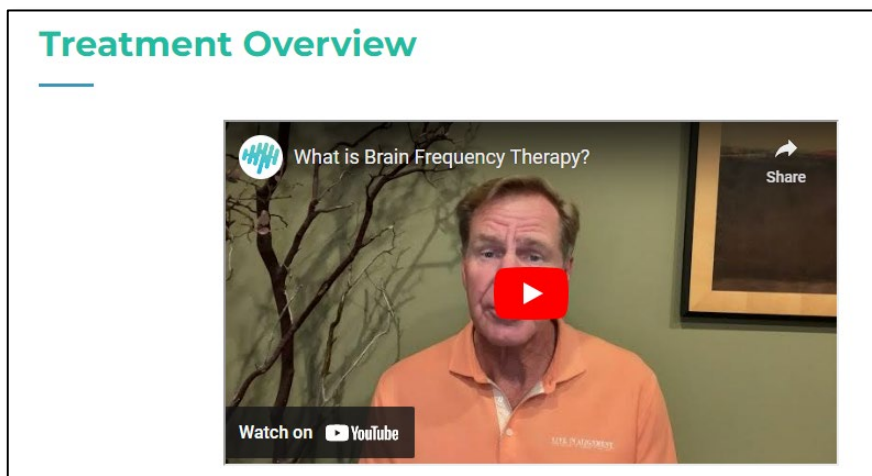 Treatment Overview
What is Brain Frequency Therapy?
Share
Watch on YouTube